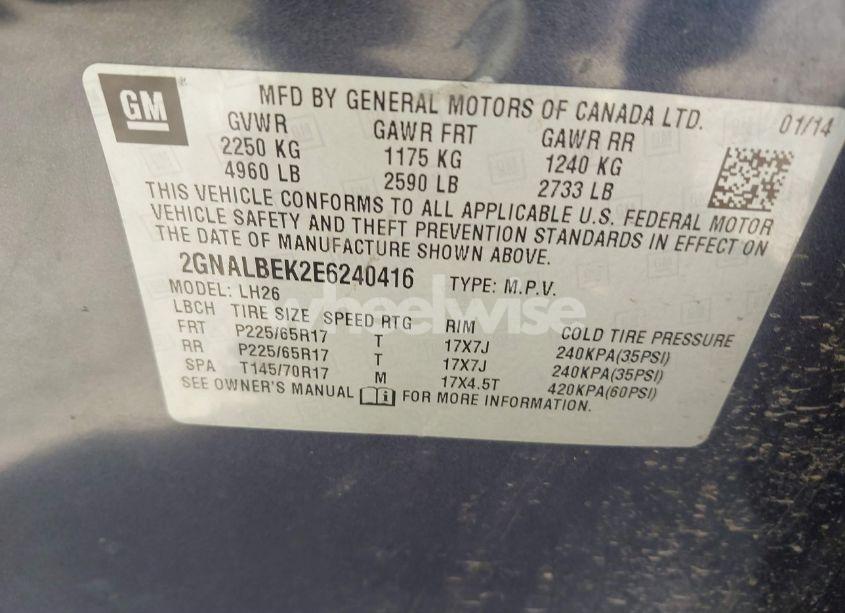 GM
MFD BY GENERAL MOTORS OF CANADA LTD. 01/14
GVWR GAWR FRT GAWR RR
2250 KG 1175 KG 1240 KG
4960 LB 2590 LB 2733 LB
THIS VEHICLE CONFORMS TO ALL APPLICABLE U.S. FEDERAL MOTOR
VEHICLE SAFETY AND THEFT PREVENTION STANDARDS IN EFFECT ON
THE DATE OF MANUFACTURE SHOWN ABOVE.
2GNALBEK2E6240416 TYPE: M.P.V.
MODEL: LH26
LBCH TIRE SIZE SPEED RTG RIM COLD TIRE PRESSURE
FRT P225/65R17 T 17X7J 240KPA(35PSI)
RR P225/65R17 T 17X7J 240KPA(35PSI)
SPA T145/70R17 M 17X4.5T 420KPA(60PSI)
SEE OWNER'S MANUAL FOR MORE INFORMATION.
wheelwise